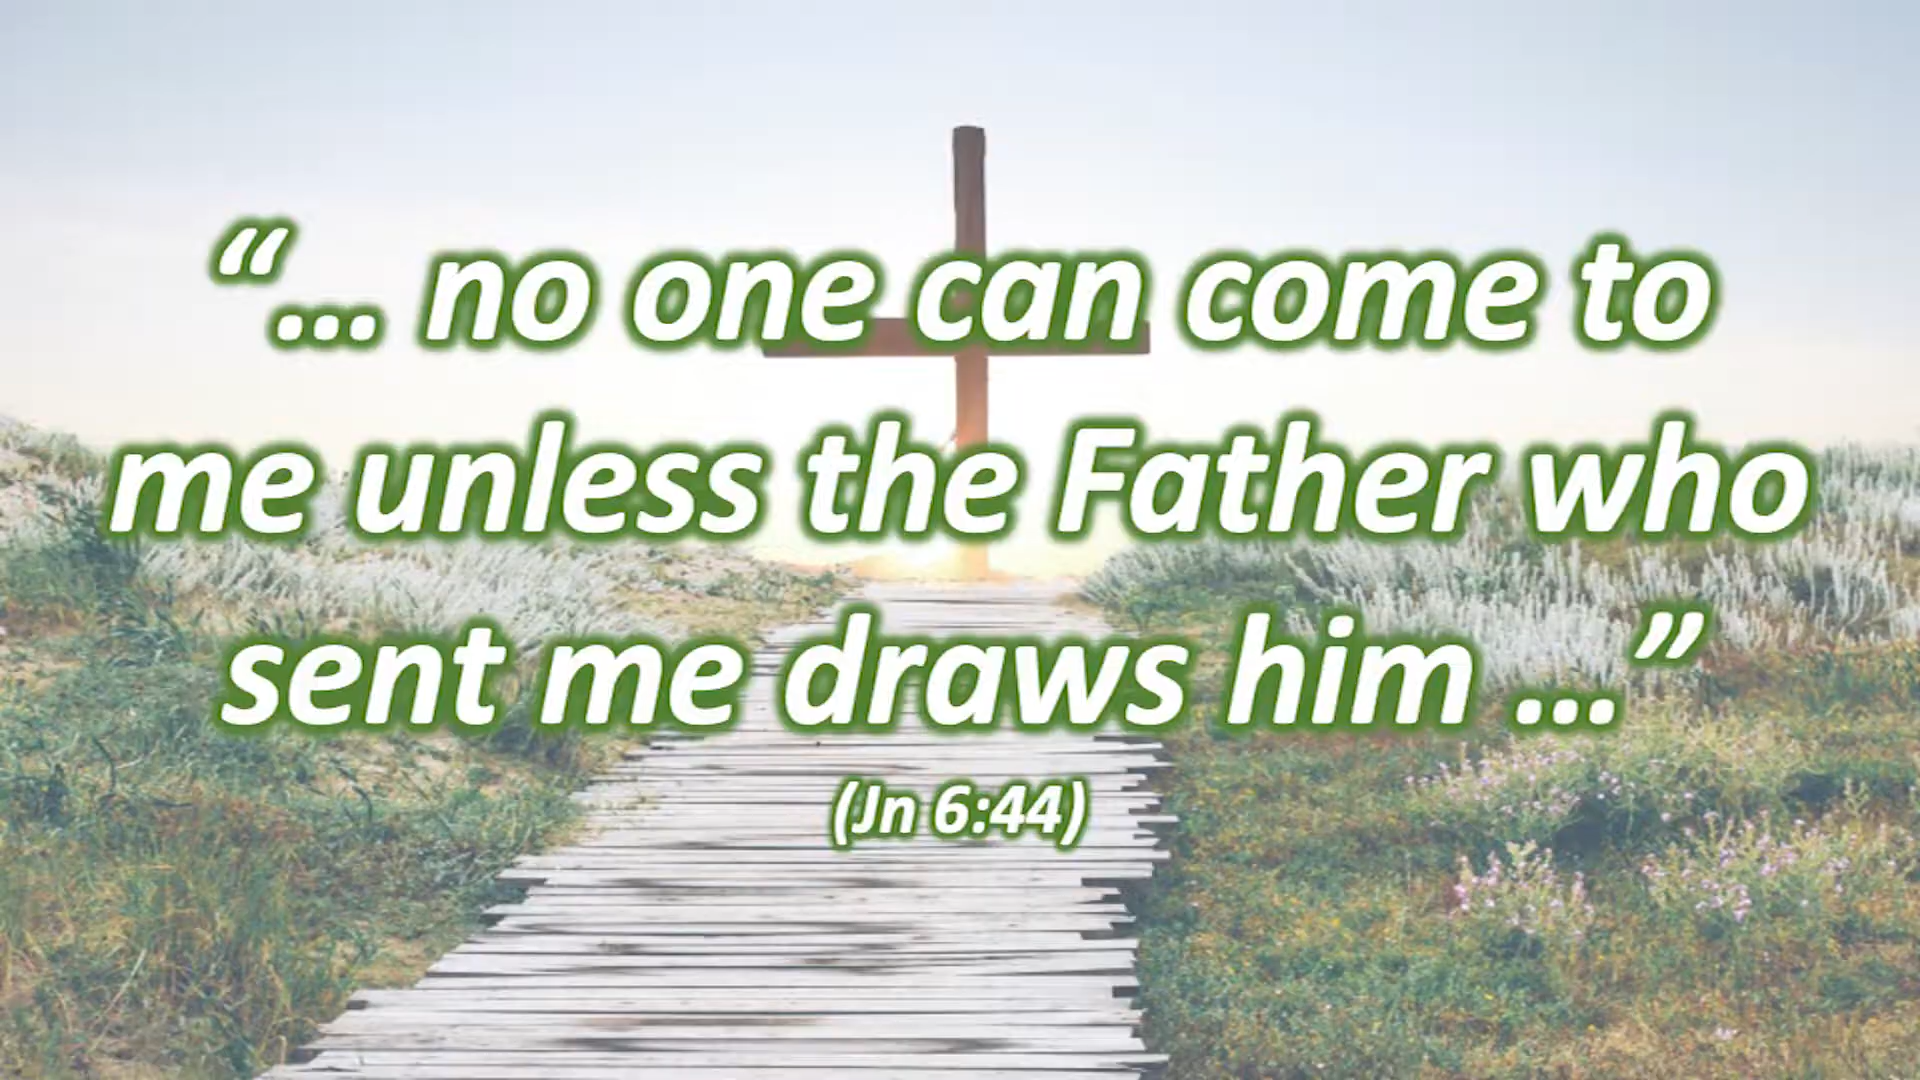 “... no one can come to
me unless the Father who
sent me draws him ...”
(Jn 6:44)